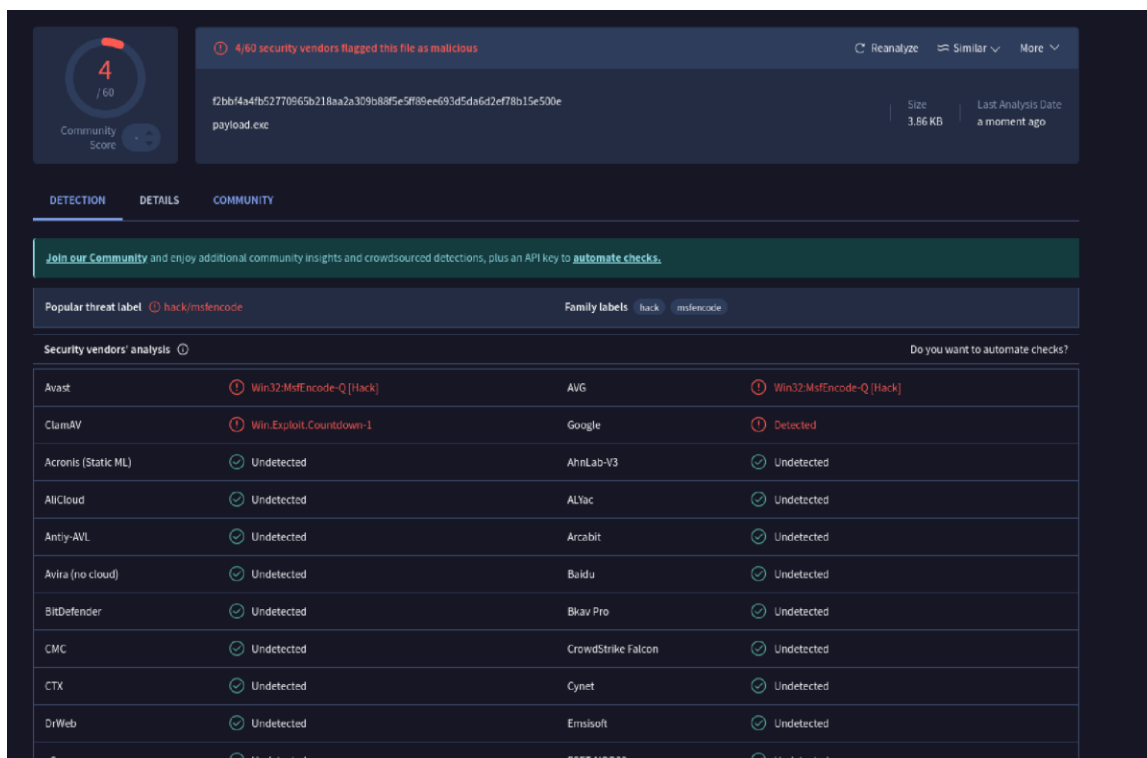 4
/ 60
Community
Score
4/60 security vendors flagged this file as malicious
Reanalyze
Similar
More
f2bbf4a4fb52770965b218aa2a309b88f5e5ff89ee693d5da6d2ef78b15e500e
payload.exe
Size
3.86 KB
Last Analysis Date
a moment ago
DETECTION DETAILS COMMUNITY
Join our Community and enjoy additional community insights and crowdsourced detections, plus an API key to automate checks.
Popular threat label hack/msfencode Family labels hack msfencode
Security vendors' analysis Do you want to automate checks?
Avast Win32:MsfEncode-Q [Hack] AVG Win32:MsfEncode-Q [Hack]
ClamAV Win.Exploit.Countdown-1 Google Detected
Acronis (Static ML) Undetected AhnLab-V3 Undetected
AliCloud Undetected ALYac Undetected
Antiy-AVL Undetected Arcabit Undetected
Avira (no cloud) Undetected Baidu Undetected
BitDefender Undetected Bkav Pro Undetected
CMC Undetected CrowdStrike Falcon Undetected
CTX Undetected Cynet Undetected
DrWeb Undetected Emsisoft Undetected